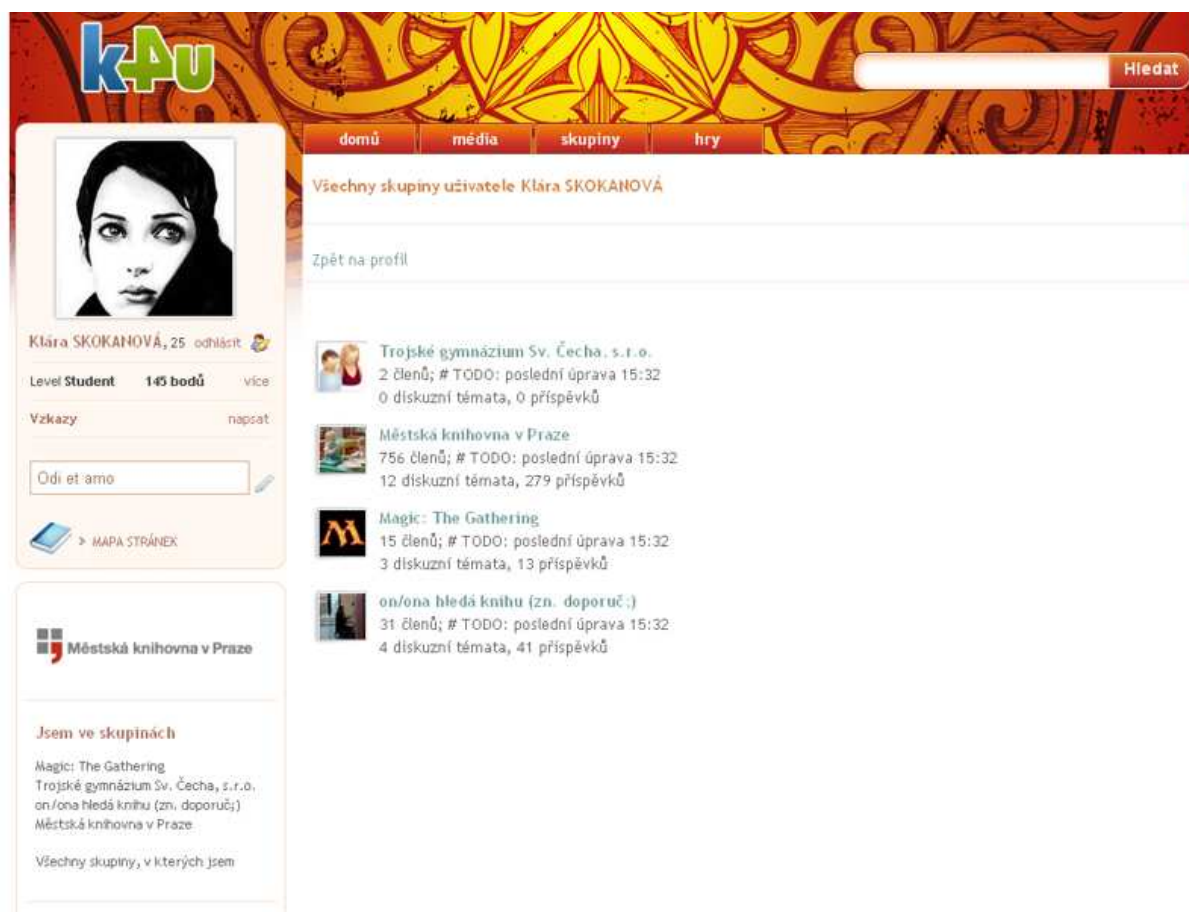 k4u
Hledat
domů
média
skupiny
hry
Všechny skupiny uživatele Klára SKOKANOVÁ
Zpět na profil
Klára SKOKANOVÁ, 25 odhlásit
Level Student 145 bodů více
Vzkazy napsat
Odi et amo
> MAPA STRÁNEK
Městská knihovna v Praze
Jsem ve skupinách
Magic: The Gathering
Trojské gymnázium Sv. Čecha, s.r.o.
on/ona hledá knihu (zn. doporuč;)
Městská knihovna v Praze
Všechny skupiny, v kterých jsem
Trojské gymnázium Sv. Čecha, s.r.o.
2 členů; # TODO: poslední úprava 15:32
0 diskuzní témata, 0 příspěvků
Městská knihovna v Praze
756 členů; # TODO: poslední úprava 15:32
12 diskuzní témata, 279 příspěvků
Magic: The Gathering
15 členů; # TODO: poslední úprava 15:32
3 diskuzní témata, 13 příspěvků
on/ona hledá knihu (zn. doporuč;)
31 členů; # TODO: poslední úprava 15:32
4 diskuzní témata, 41 příspěvků